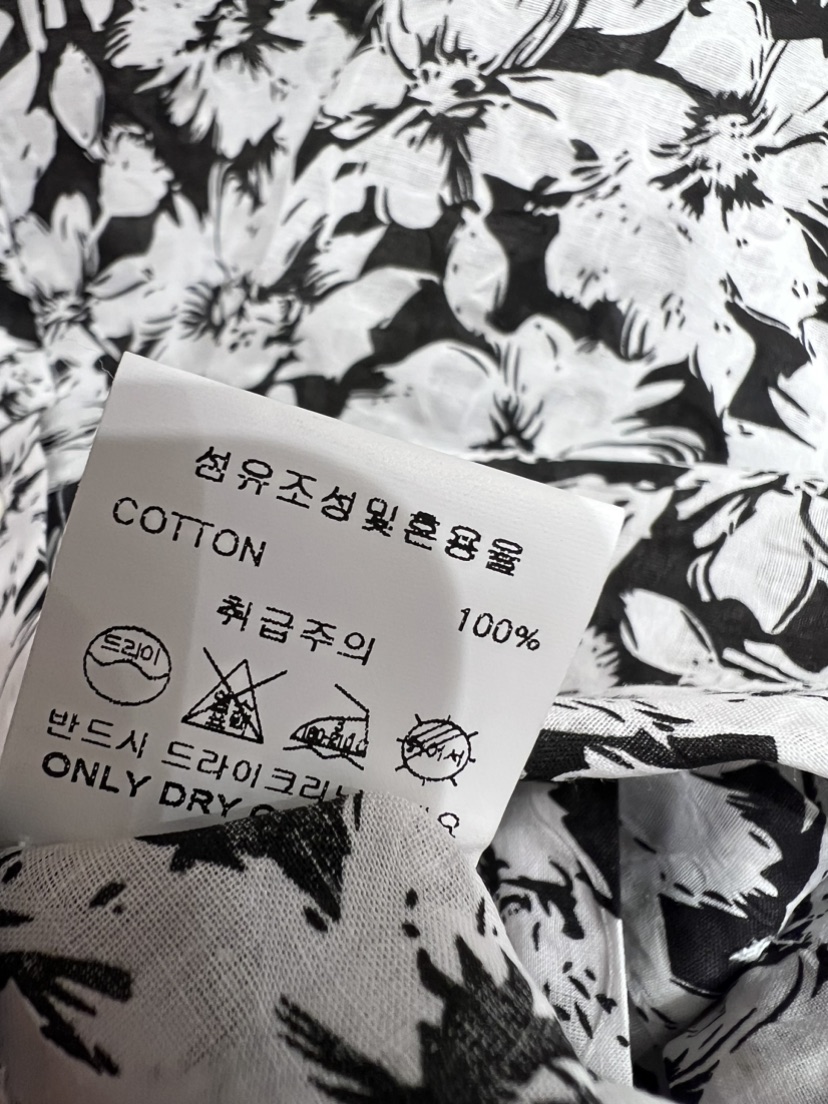 섬유조성및혼용율
COTTON 100%
취급주의
드라이
반드시 드라이크리
ONLY DRY